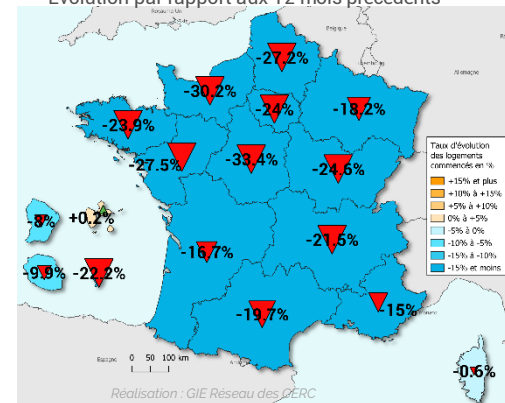 Évolution par rapport aux 12 mois précédents
Royaume-Uni
Belgique
Allemagne
-27.2%
-30.2%
-24%
-18.2%
-23.9%
-27.5%
-33.4%
-24.6%
Taux d'évolution
des logements
commencés en %
+15% et plus
+10% à +15%
+5% à +10%
0% à +5%
-5% à 0%
-10% à -5%
-15% à -10%
-15% et moins
-8%
+0.2%
-9.9%
-22.2%
-16.7%
-21.5%
-19.7%
-15%
-0.6%
Espagne
0 50 100 km
Réalisation : GIE Réseau des CERC